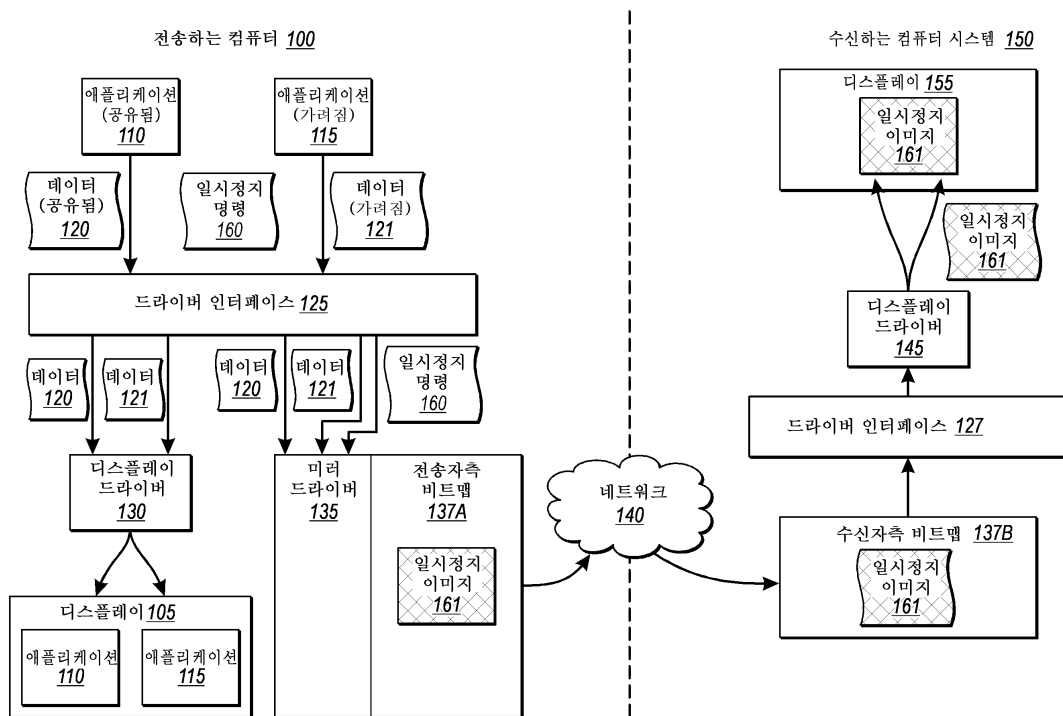 전송하는 컴퓨터 100
애플리케이션
(공유됨)
110
애플리케이션
(가려짐)
115
데이터
(공유됨)
120
일시정지
명령
160
데이터
(가려짐)
121
드라이버 인터페이스 125
데이터
120
데이터
121
데이터
120
데이터
121
일시정지
명령
160
디스플레이
드라이버
130
미러
드라이버
135
전송자측
비트맵
137A
일시정지
이미지
161
디스플레이 105
애플리케이션
110
애플리케이션
115
네트워크
140
수신하는 컴퓨터 시스템 150
디스플레이 155
일시정지
이미지
161
일시정지
이미지
161
디스플레이
드라이버
145
드라이버 인터페이스 127
수신자측 비트맵 137B
일시정지
이미지
161